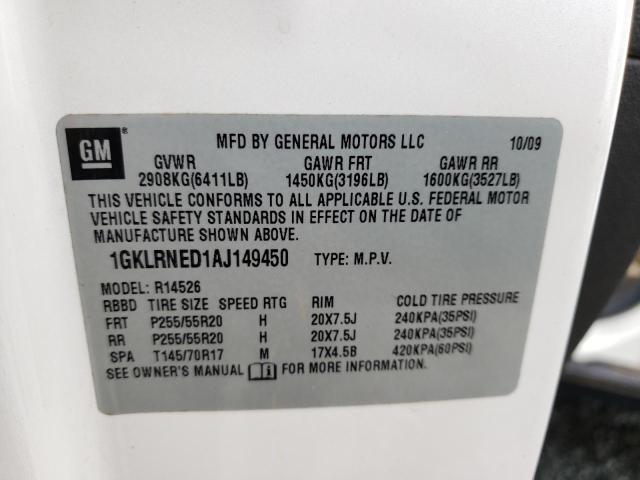 GM®
MFD BY GENERAL MOTORS LLC 10/09
GVWR GAWR FRT GAWR RR
2908KG(6411LB) 1450KG(3196LB) 1600KG(3527LB)
THIS VEHICLE CONFORMS TO ALL APPLICABLE U.S. FEDERAL MOTOR
VEHICLE SAFETY STANDARDS IN EFFECT ON THE DATE OF
MANUFACTURE SHOWN ABOVE.
1GKLRNED1AJ149450 TYPE: M.P.V.
MODEL: R14526
RBBD TIRE SIZE SPEED RTG RIM COLD TIRE PRESSURE
FRT P255/55R20 H 20X7.5J 240KPA(35PSI)
RR P255/55R20 H 20X7.5J 240KPA(35PSI)
SPA T145/70R17 M 17X4.5B 420KPA(60PSI)
SEE OWNER'S MANUAL FOR MORE INFORMATION.